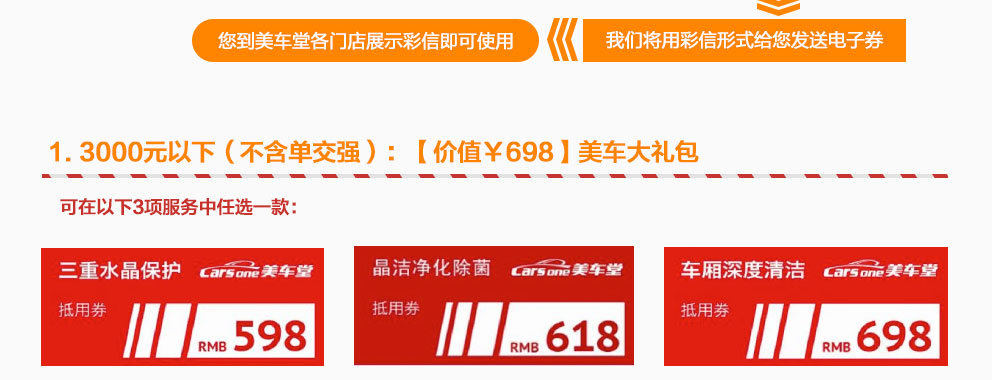 您到美车堂各门店展示彩信即可使用
我们将用彩信形式给您发送电子券
1. 3000元以下（不含单交强）：【价值￥698】美车大礼包
可在以下3项服务中任选一款：
三重水晶保护 Carsone美车堂
抵用券
RMB 598
晶洁净化除菌 Carsone美车堂
抵用券
RMB 618
车厢深度清洁 Carsone美车堂
抵用券
RMB 698